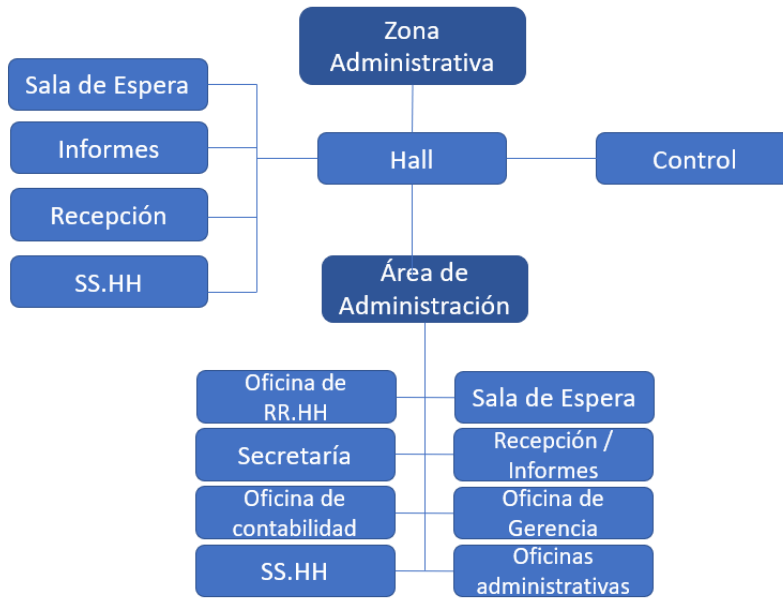 Zona
Administrativa
Sala de Espera
Informes
Hall
Control
Recepción
SS.HH
Área de
Administración
Oficina de
RR.HH
Sala de Espera
Secretaría
Recepción /
Informes
Oficina de
contabilidad
Oficina de
Gerencia
SS.HH
Oficinas
administrativas